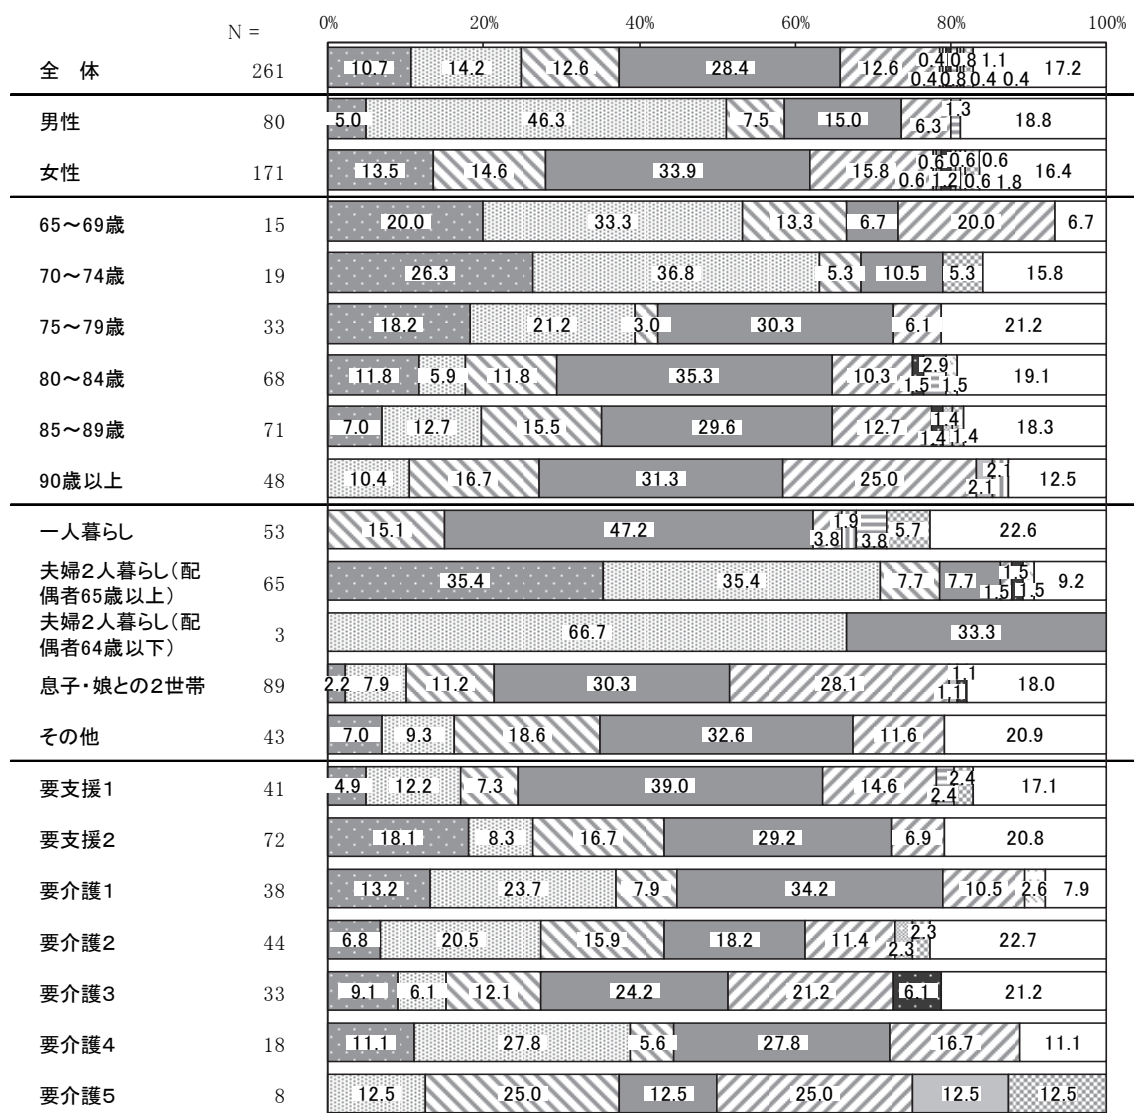 N =
0% 20% 40% 60% 80% 100%
全 体 261 10.7 14.2 12.6 28.4 12.6 0.4 0.8 1.1 17.2
0.4 0.8 0.4 0.4
男性 80 5.0 46.3 7.5 15.0 6.3 1.3 18.8
女性 171 13.5 14.6 33.9 15.8 0.6 0.6 0.6 16.4
0.6 1.2 0.6 1.8
65~69歳 15 20.0 33.3 13.3 6.7 20.0 6.7
70~74歳 19 26.3 36.8 5.3 10.5 5.3 15.8
75~79歳 33 18.2 21.2 3.0 30.3 6.1 21.2
80~84歳 68 11.8 5.9 11.8 35.3 10.3 2.9 19.1
1.5 1.5
85~89歳 71 7.0 12.7 15.5 29.6 12.7 1.4 18.3
1.4 1.4
90歳以上 48 10.4 16.7 31.3 25.0 2.1 12.5
2.1
一人暮らし 53 15.1 47.2 3.8 1.9 3.8 5.7 22.6
夫婦2人暮らし(配
偶者65歳以上) 65 35.4 35.4 7.7 7.7 1.5 1.5 1.5 9.2
夫婦2人暮らし(配
偶者64歳以下) 3 66.7 33.3
息子・娘との2世帯 89 2.2 7.9 11.2 30.3 28.1 1.1 18.0
1.1
その他 43 7.0 9.3 18.6 32.6 11.6 20.9
要支援1 41 4.9 12.2 7.3 39.0 14.6 2.4 17.1
2.4
要支援2 72 18.1 8.3 16.7 29.2 6.9 20.8
要介護1 38 13.2 23.7 7.9 34.2 10.5 2.6 7.9
要介護2 44 6.8 20.5 15.9 18.2 11.4 2.3 22.7
2.3
要介護3 33 9.1 6.1 12.1 24.2 21.2 6.1 21.2
要介護4 18 11.1 27.8 5.6 27.8 16.7 11.1
要介護5 8 12.5 25.0 12.5 25.0 12.5 12.5